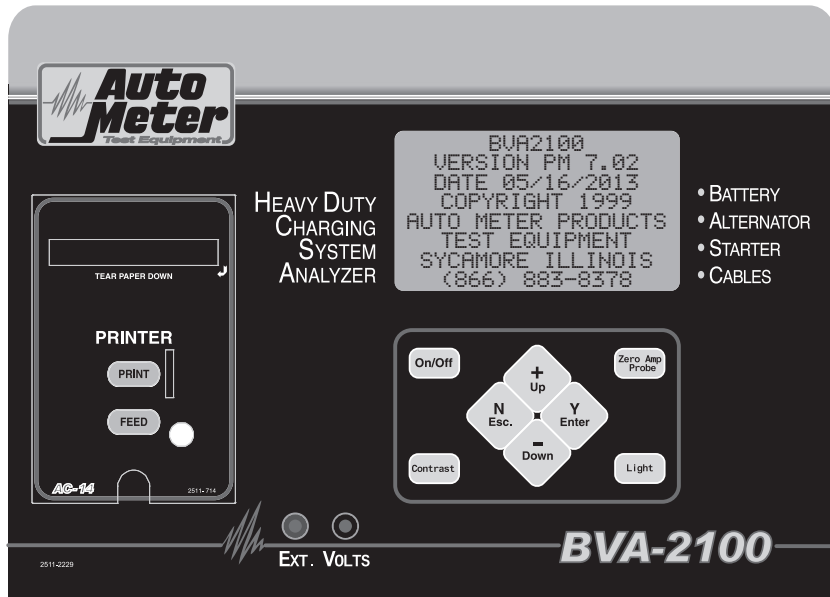 Auto
Meter
Test Equipment
HEAVY DUTY
CHARGING
SYSTEM
ANALYZER
BVA2100
VERSION PM 7.02
DATE 05/16/2013
COPYRIGHT 1999
AUTO METER PRODUCTS
TEST EQUIPMENT
SYCAMORE ILLINOIS
(866) 883-8378
• BATTERY
• ALTERNATOR
• STARTER
• CABLES
TEAR PAPER DOWN
PRINTER
PRINT
FEED
AC-14
2511-714
On/Off
+
Up
Zero Amp
Probe
N
Esc.
Y
Enter
-
Down
Contrast
Light
EXT. VOLTS
BVA-2100
2511-2229